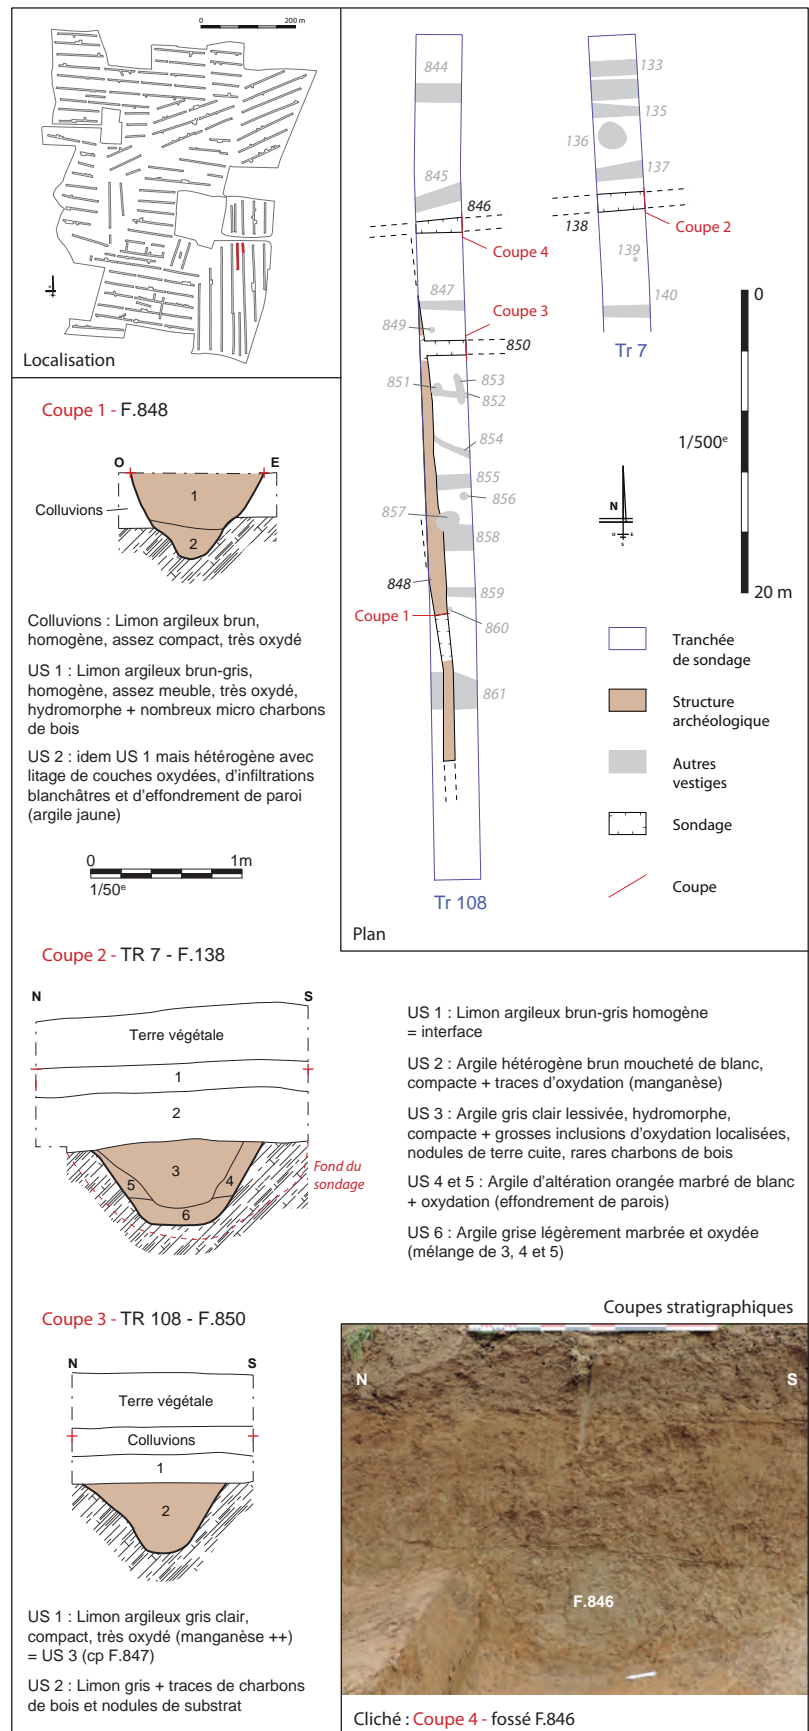 0
200 m
Localisation
844
845
846
Coupe 4
847
849
Coupe 3
850
851
853
852
854
855
856
857
858
848
859
Coupe 1
860
861
Tr 108
Plan
133
135
136
137
138
Coupe 2
139
140
Tr 7
0
1/500e
20 m
N
O E
S
Tranchée
de sondage
Structure
archéologique
Autres
vestiges
Sondage
Coupe
Coupe 1 - F.848
O
E
1
Colluvions
2
Colluvions : Limon argileux brun,
homogène, assez compact, très oxydé
US 1 : Limon argileux brun-gris,
homogène, assez meuble, très oxydé,
hydromorphe + nombreux micro charbons
de bois
US 2 : idem US 1 mais hétérogène avec
litage de couches oxydées, d'infiltrations
blanchâtres et d'effondrement de paroi
(argile jaune)
0
1m
1/50e
Coupe 2 - TR 7 - F.138
N
S
Terre végétale
1
2
3
5
4
6
Fond du
sondage
US 1 : Limon argileux brun-gris homogène
= interface
US 2 : Argile hétérogène brun moucheté de blanc,
compacte + traces d'oxydation (manganèse)
US 3 : Argile gris clair lessivée, hydromorphe,
compacte + grosses inclusions d'oxydation localisées,
nodules de terre cuite, rares charbons de bois
US 4 et 5 : Argile d'altération orangée marbré de blanc
+ oxydation (effondrement de parois)
US 6 : Argile grise légèrement marbrée et oxydée
(mélange de 3, 4 et 5)
Coupes stratigraphiques
Coupe 3 - TR 108 - F.850
N
S
Terre végétale
Colluvions
1
2
US 1 : Limon argileux gris clair,
compact, très oxydé (manganèse ++)
= US 3 (cp F.847)
US 2 : Limon gris + traces de charbons
de bois et nodules de substrat
N
S
F.846
Cliché : Coupe 4 - fossé F.846